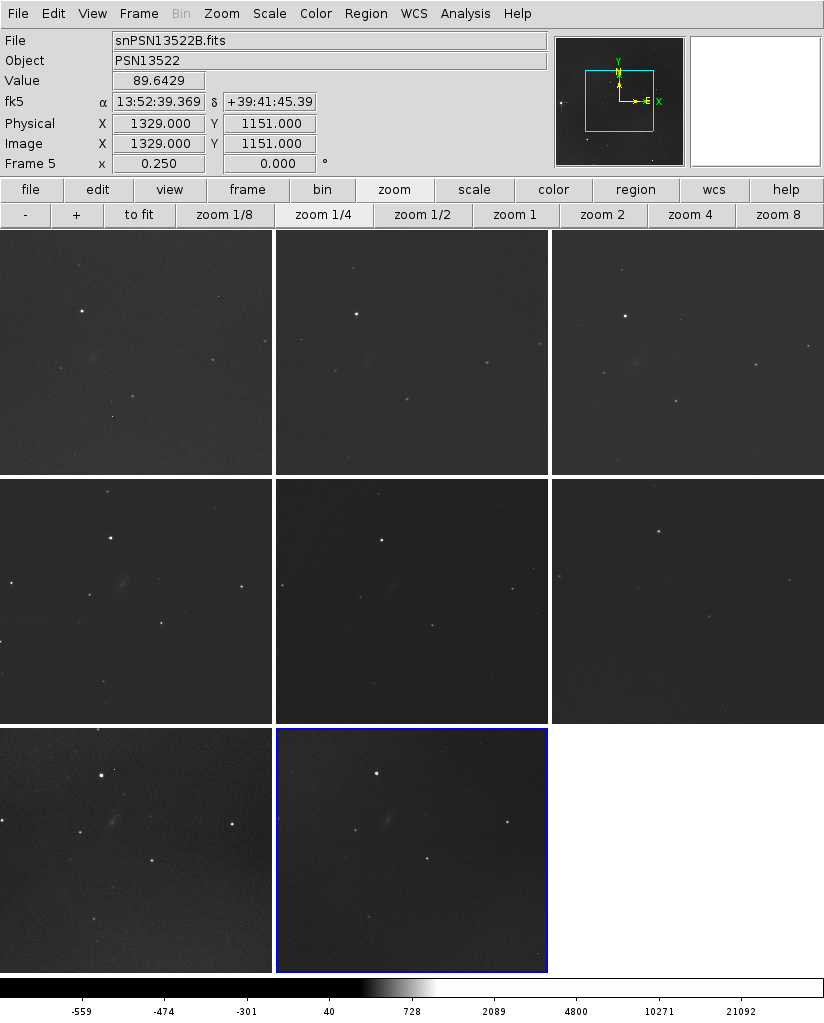 File Edit View Frame Bin Zoom Scale Color Region WCS Analysis Help
File snPSN13522B.fits
Object PSN13522
Value 89.6429
fk5 α 13:52:39.369 δ +39:41:45.39
Physical X 1329.000 Y 1151.000
Image X 1329.000 Y 1151.000
Frame 5 x 0.250 0.000 °
Y
N
E X
file edit view frame bin zoom scale color region wcs help
- + to fit zoom 1/8 zoom 1/4 zoom 1/2 zoom 1 zoom 2 zoom 4 zoom 8
-559 -474 -301 40 728 2089 4800 10271 21092